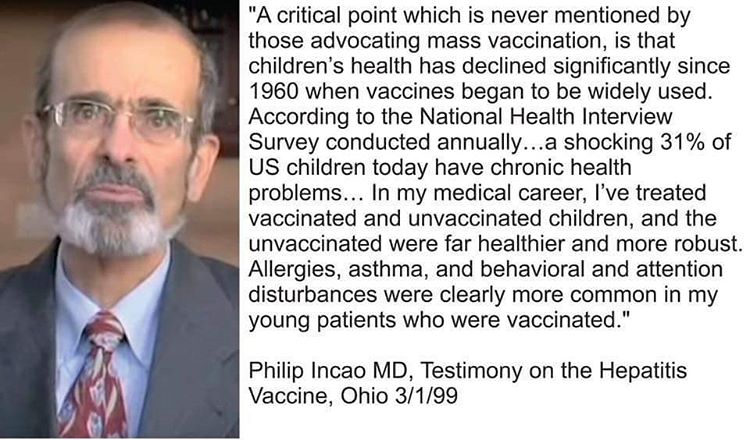 "A critical point which is never mentioned by
those advocating mass vaccination, is that
children's health has declined significantly since
1960 when vaccines began to be widely used.
According to the National Health Interview
Survey conducted annually…a shocking 31% of
US children today have chronic health
problems… In my medical career, I've treated
vaccinated and unvaccinated children, and the
unvaccinated were far healthier and more robust.
Allergies, asthma, and behavioral and attention
disturbances were clearly more common in my
young patients who were vaccinated."
Philip Incao MD, Testimony on the Hepatitis
Vaccine, Ohio 3/1/99